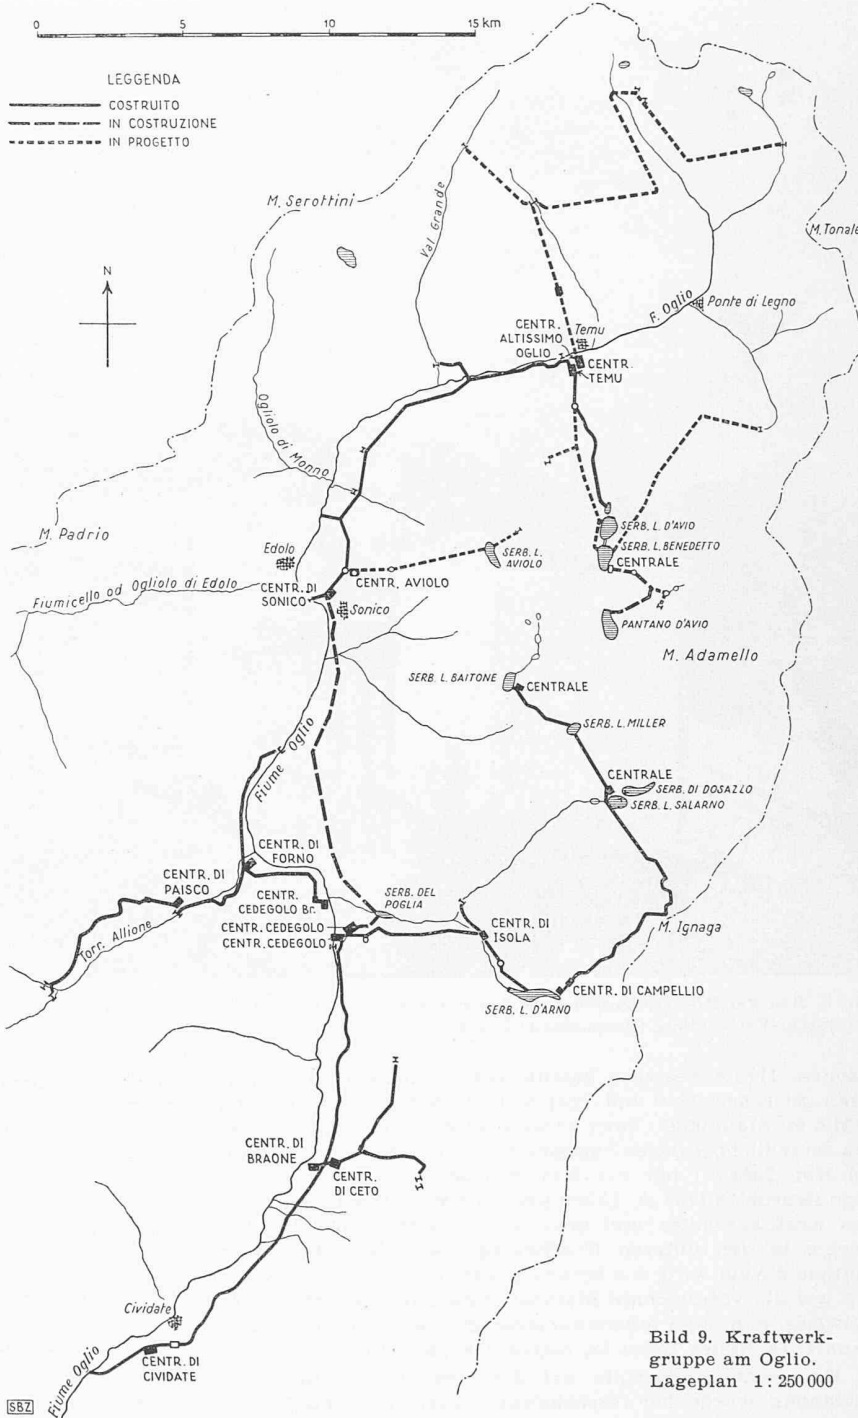 0 5 10 15 km
LEGGENDA
COSTRUITO
IN COSTRUZIONE
IN PROGETTO
N
M. Serottini
Val Grande
M. Tonale
F. Oglio
Ponte di Legno
CENTR.
ALTISSIMO
OGLIO
Temu
CENTR.
TEMU
Ogliolo di Monno
M. Padrio
Edolo
SERB. L. D'AVIO
SERB. L. BENEDETTO
CENTRALE
SERB. L.
AVIOLO
CENTR. AVIOLO
Fiumicello od Ogliolo di Edolo
CENTR. DI
SONICO
Sonico
PANTANO D'AVIO
M. Adamello
SERB. L. BAITONE
CENTRALE
SERB. L. MILLER
Fiume Oglio
CENTRALE
SERB. DI DOSAZZO
SERB. L. SALARNO
CENTR. DI
FORNO
CENTR. DI
PAISCO
CENTR.
CEDEGOLO Br.
SERB. DEL
POGLIA
CENTR. CEDEGOLO
CENTR. CEDEGOLO
CENTR. DI
ISOLA
M. Ignaga
Torr. Allione
CENTR. DI CAMPELLIO
SERB. L. D'ARNO
CENTR. DI
BRAONE
CENTR.
DI CETO
Cividate
CENTR. DI
CIVIDATE
Fiume Oglio
Bild 9. Kraftwerk-
gruppe am Oglio.
Lageplan 1 : 250 000
SBZ